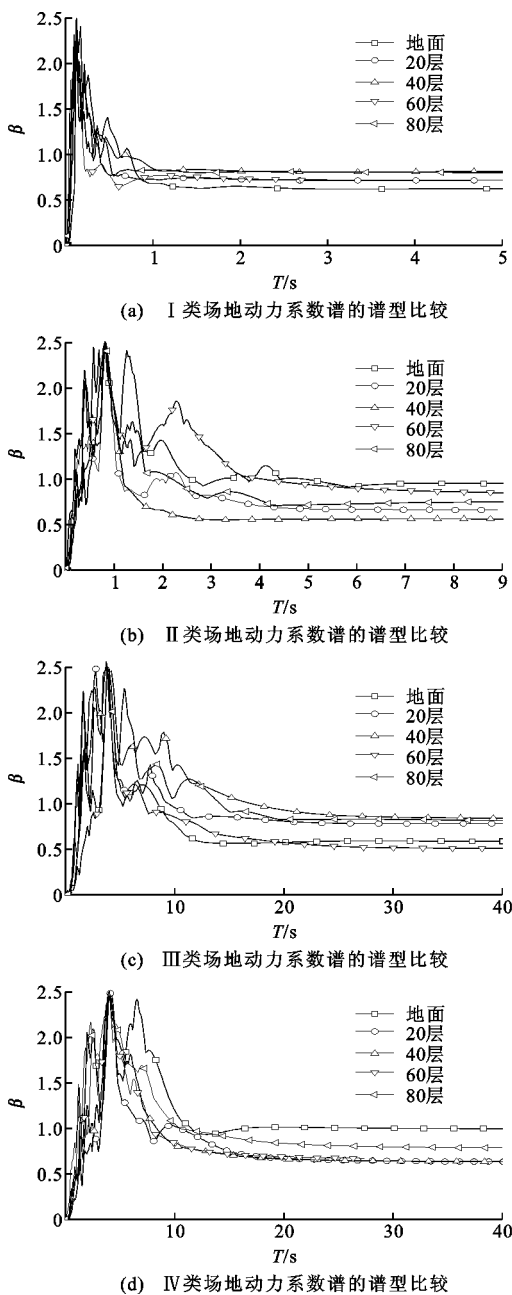 2.5
2.0
1.5
β
1.0
0.5
0
地面
20层
40层
60层
80层
1 2 3 4 5
T/s
(a) Ⅰ类场地动力系数谱的谱型比较
2.5
2.0
1.5
β
1.0
0.5
0
地面
20层
40层
60层
80层
1 2 3 4 5 6 7 8 9
T/s
(b) Ⅱ类场地动力系数谱的谱型比较
2.5
2.0
1.5
β
1.0
0.5
0
地面
20层
40层
60层
80层
10 20 30 40
T/s
(c) Ⅲ类场地动力系数谱的谱型比较
2.5
2.0
1.5
β
1.0
0.5
0
地面
20层
40层
60层
80层
10 20 30 40
T/s
(d) Ⅳ类场地动力系数谱的谱型比较